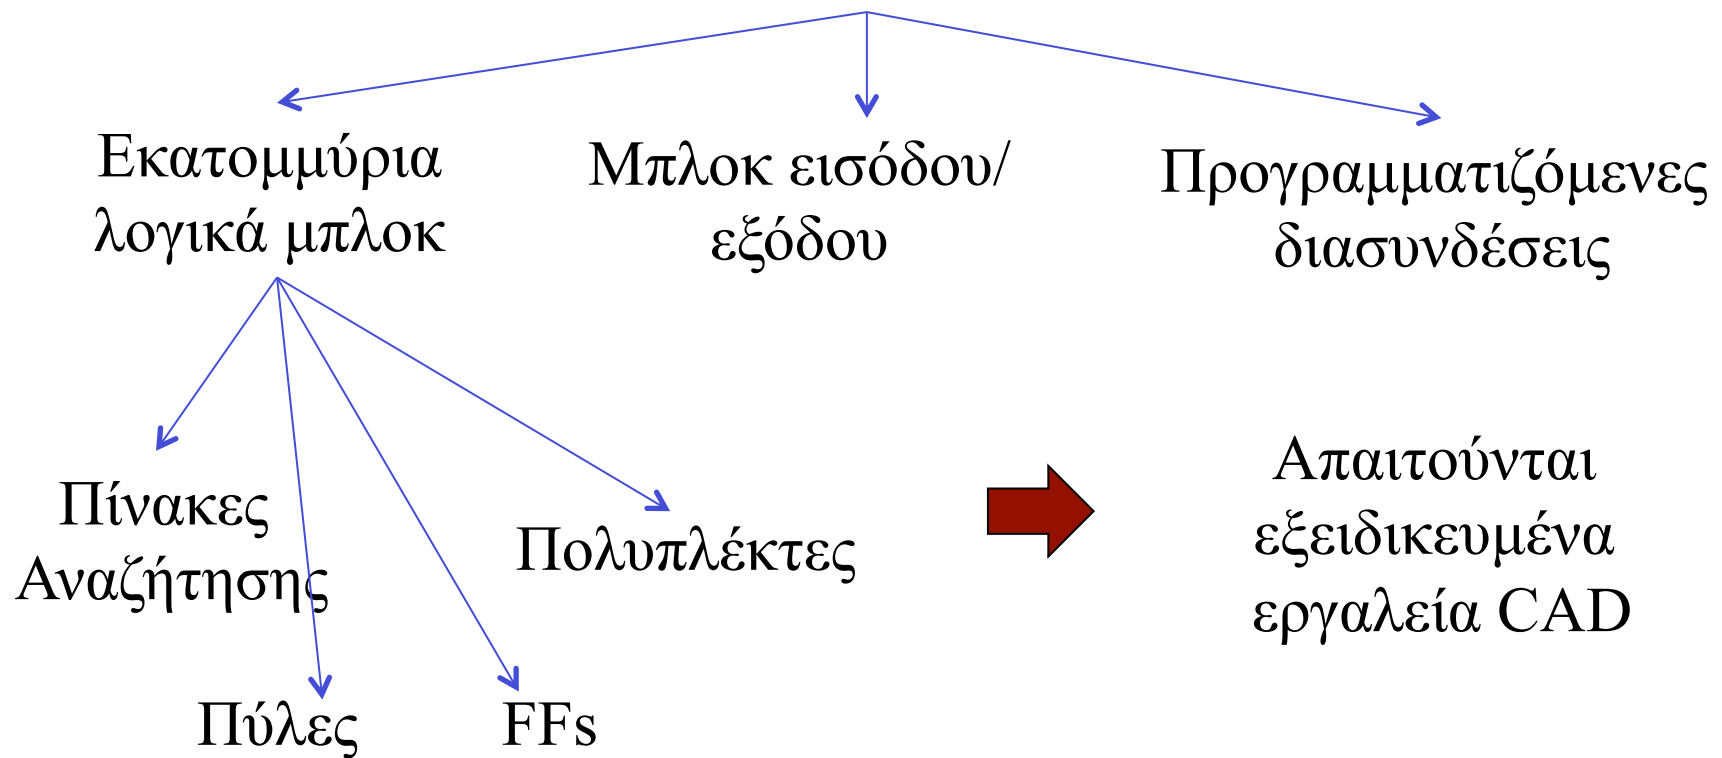 Εκατομμύρια
λογικά μπλοκ
Μπλοκ εισόδου/
εξόδου
Προγραμματιζόμενες
διασυνδέσεις
Πίνακες
Αναζήτησης
Πύλες
FFs
Πολυπλέκτες
Απαιτούνται
εξειδικευμένα
εργαλεία CAD